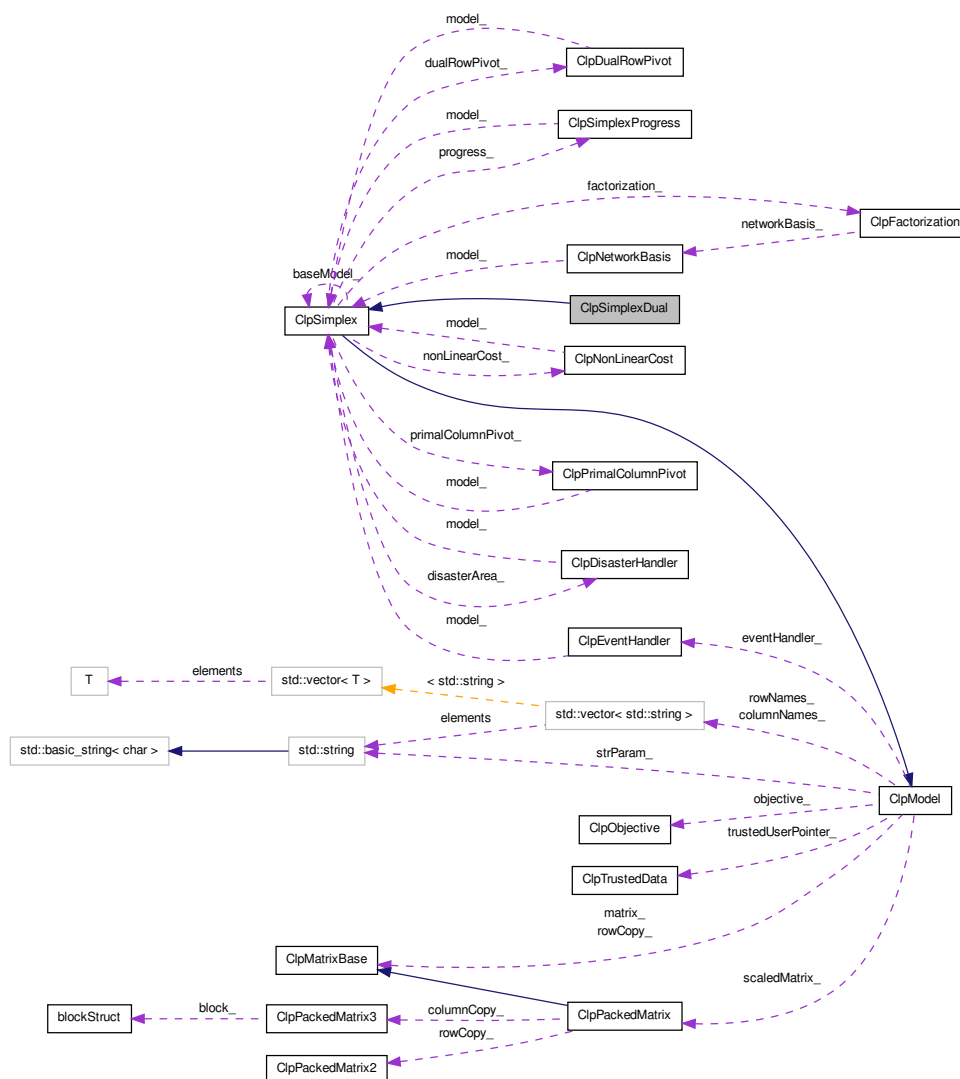 model_
ClpDualRowPivot
dualRowPivot_
model_
ClpSimplexProgress
progress_
factorization_
ClpFactorization
networkBasis_
model_
ClpNetworkBasis
baseModel_
ClpSimplexDual
ClpSimplex
model_
nonLinearCost_
ClpNonLinearCost
primalColumnPivot_
ClpPrimalColumnPivot
model_
model_
ClpDisasterHandler
disasterArea_
model_
ClpEventHandler
eventHandler_
elements
T
std::vector< T >
< std::string >
rowNames_
columnNames_
std::vector< std::string >
elements
std::basic_string< char >
std::string
strParam_
ClpModel
objective_
ClpObjective
trustedUserPointer_
ClpTrustedData
matrix_
rowCopy_
ClpMatrixBase
scaledMatrix_
blockStruct
block_
ClpPackedMatrix3
columnCopy_
ClpPackedMatrix
rowCopy_
ClpPackedMatrix2